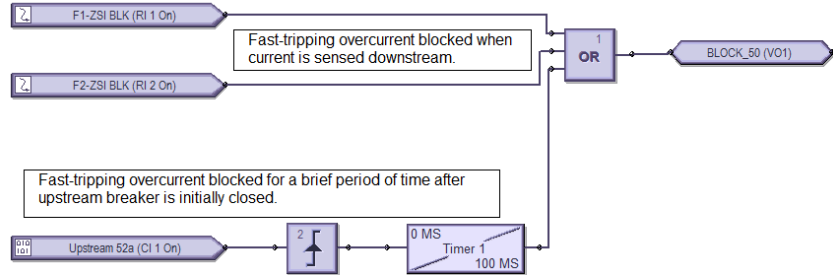 F1-ZSI BLK (RI 1 On)
1
OR
Fast-tripping overcurrent blocked when
current is sensed downstream.
BLOCK_50 (VO1)
F2-ZSI BLK (RI 2 On)
Fast-tripping overcurrent blocked for a brief period of time after
upstream breaker is initially closed.
010
101
Upstream 52a (CI 1 On)
2
0 MS
Timer 1
100 MS